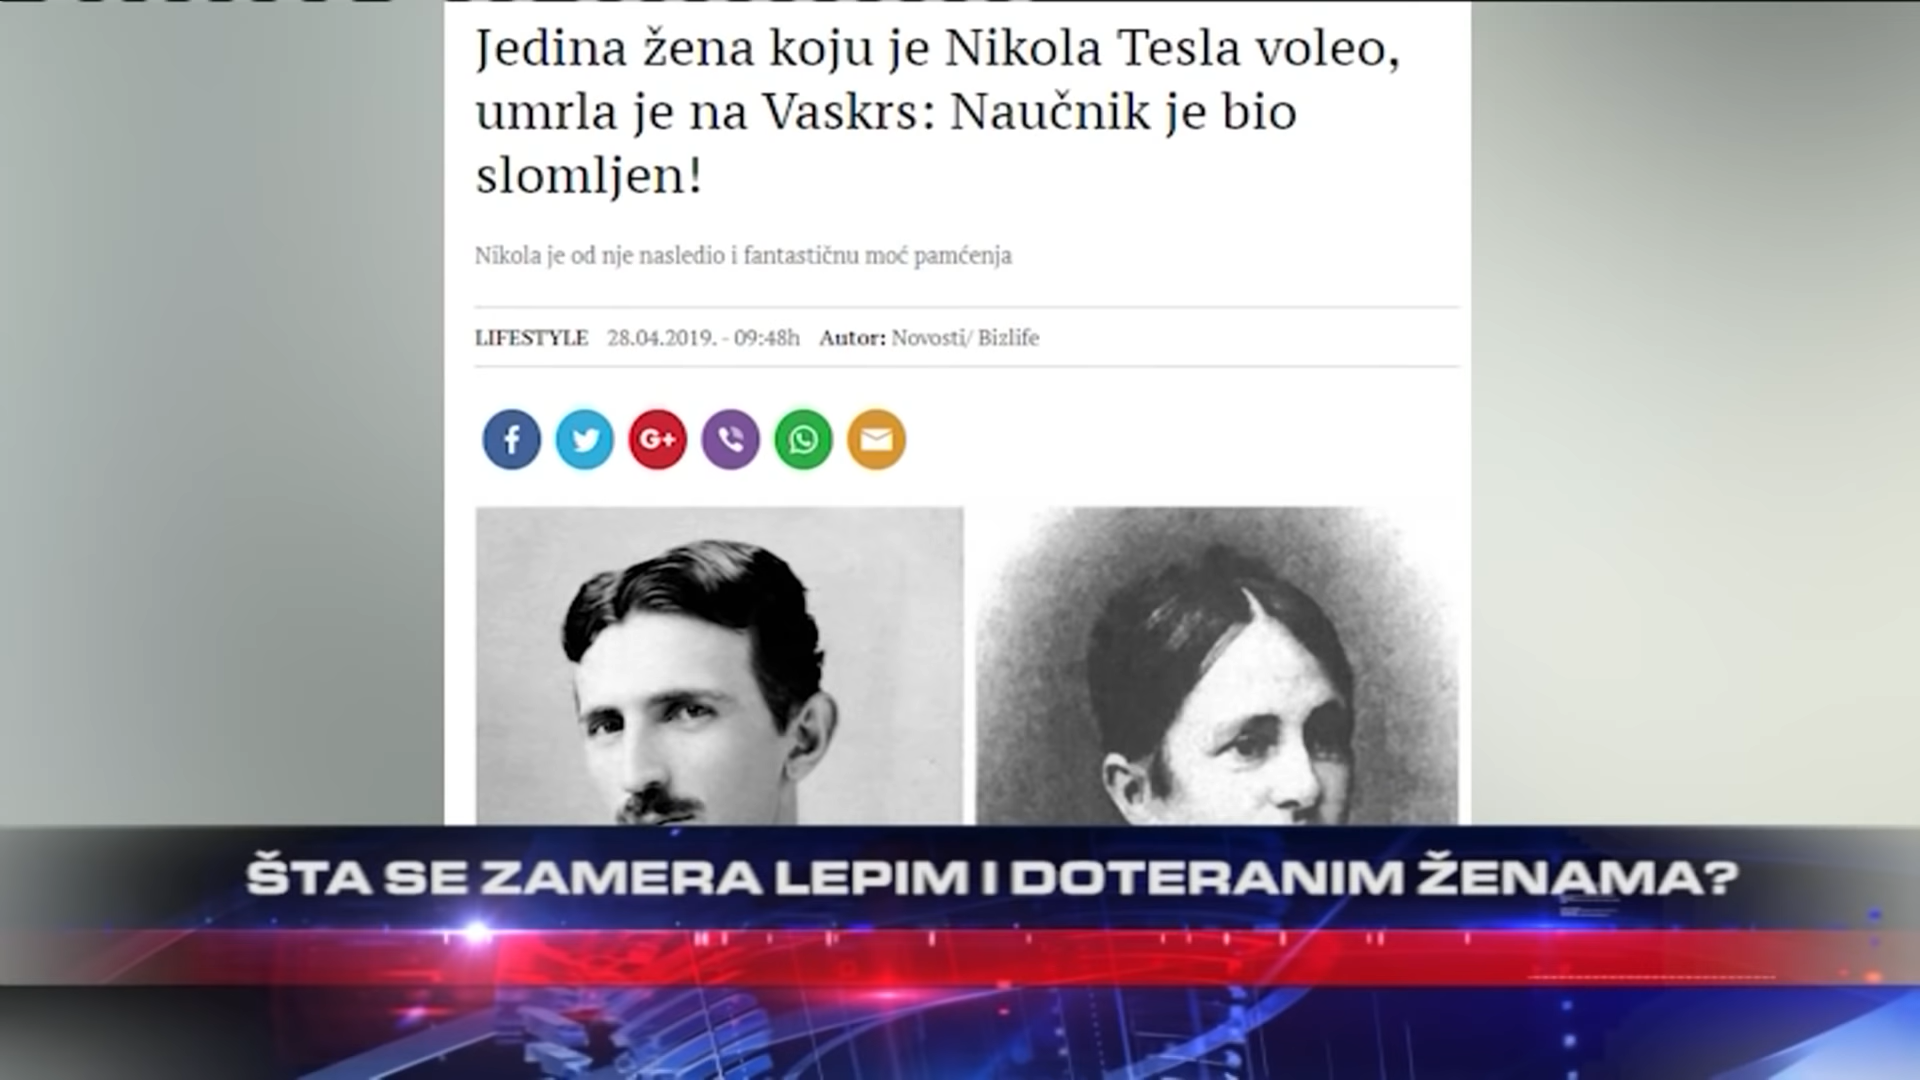 Jedina žena koju je Nikola Tesla voleo,
umrla je na Vaskrs: Naučnik je bio
slomljen!
Nikola je od nje nasledio i fantastičnu moć pamćenja
LIFESTYLE 28.04.2019. - 09:48h Autor: Novosti/ Bizlife
G+
ŠTA SE ZAMERA LEPIM I DOTERANIM ŽENAMA?